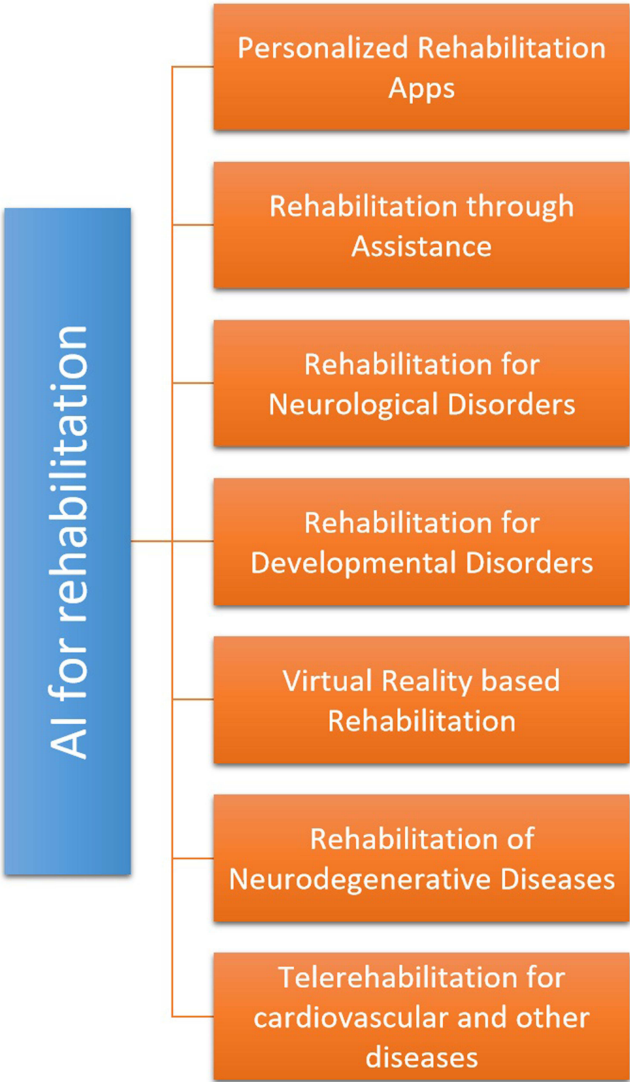 AI for rehabilitation
Personalized Rehabilitation
Apps
Rehabilitation through
Assistance
Rehabilitation for
Neurological Disorders
Rehabilitation for
Developmental Disorders
Virtual Reality based
Rehabilitation
Rehabilitation of
Neurodegenerative Diseases
Telerehabilitation for
cardiovascular and other
diseases